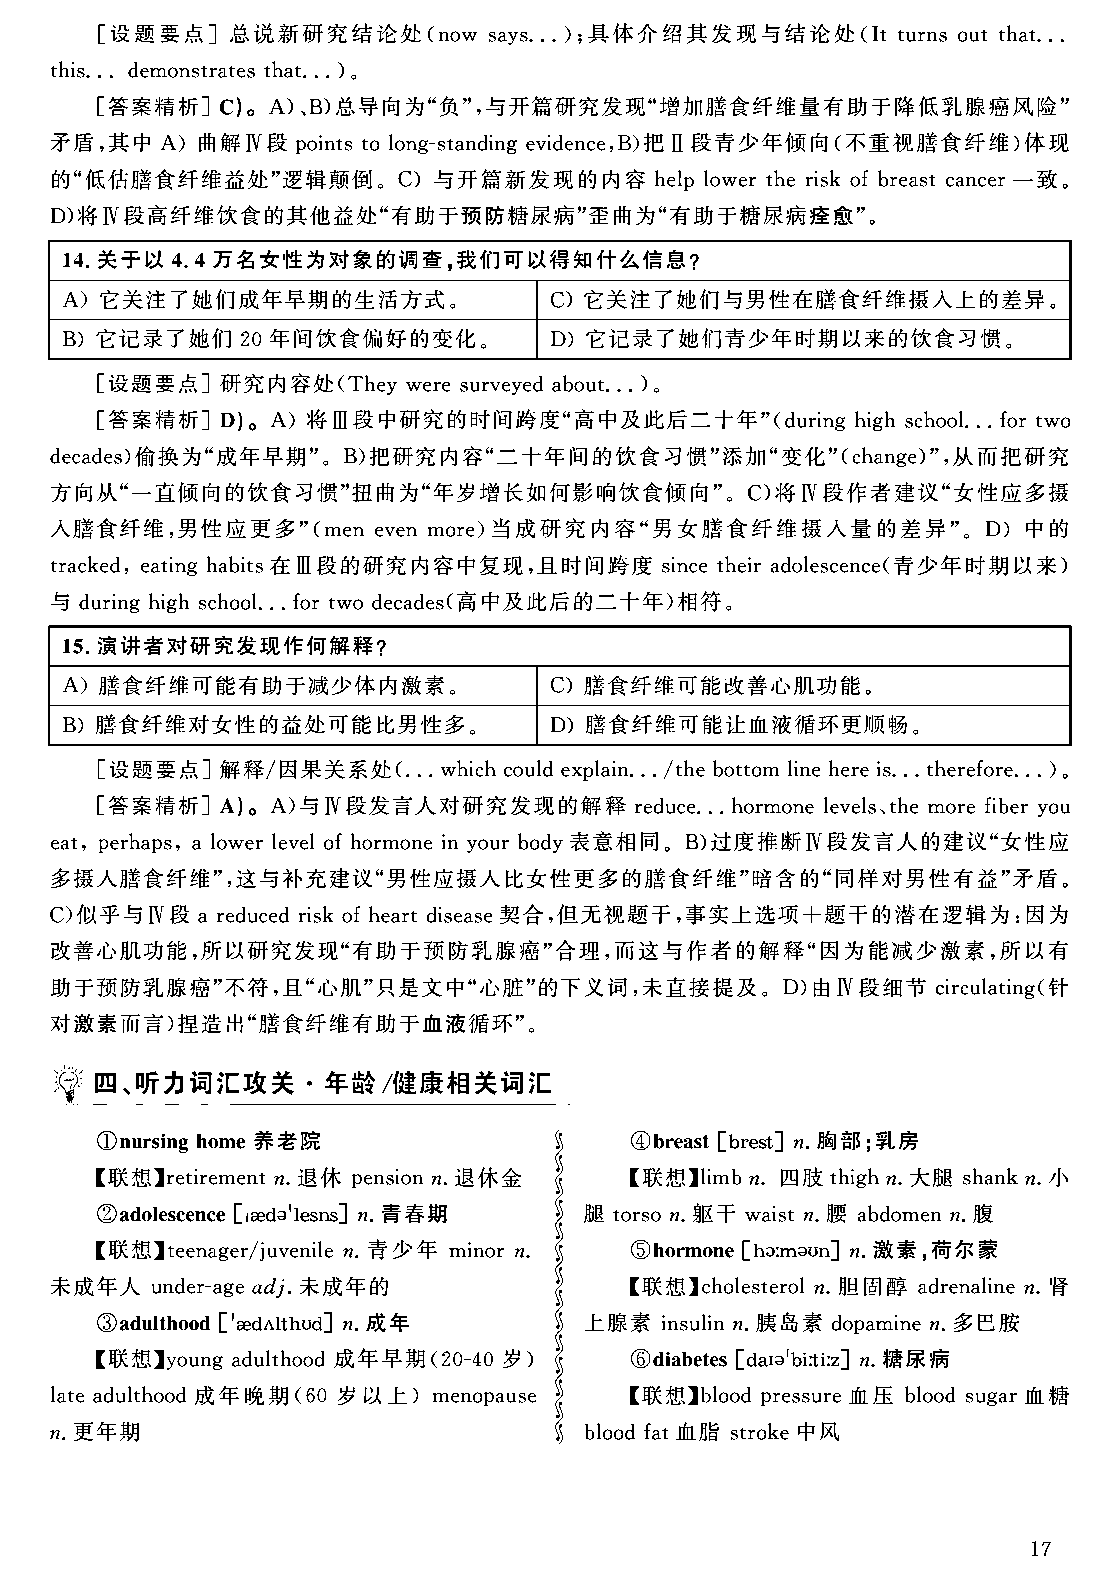 ［设题要点］总说新研究结论处(now says...);具体介绍其发现与结论处(It turns out that...
this... demonstrates that...)。
［答案精析］C)。A)、B)总导向为“负”,与开篇研究发现“增加膳食纤维量有助于降低乳腺癌风险”
矛盾,其中 A) 曲解Ⅳ段 points to long-standing evidence,B)把Ⅱ段青少年倾向(不重视膳食纤维)体现
的“低估膳食纤维益处”逻辑颠倒。C) 与开篇新发现的内容 help lower the risk of breast cancer 一致。
D)将Ⅳ段高纤维饮食的其他益处“有助于预防糖尿病”歪曲为“有助于糖尿病痊愈”。
14. 关于以 4.4 万名女性为对象的调查,我们可以得知什么信息?
A) 它关注了她们成年早期的生活方式。 C) 它关注了她们与男性在膳食纤维摄入上的差异。
B) 它记录了她们 20 年间饮食偏好的变化。 D) 它记录了她们青少年时期以来的饮食习惯。
［设题要点］研究内容处(They were surveyed about...)。
［答案精析］D)。A) 将Ⅲ段中研究的时间跨度“高中及此后二十年”(during high school...for two
decades)偷换为“成年早期”。B)把研究内容“二十年间的饮食习惯”添加“变化”(change)”,从而把研究
方向从“一直倾向的饮食习惯”扭曲为“年岁增长如何影响饮食倾向”。C)将Ⅳ段作者建议“女性应多摄
入膳食纤维,男性应更多”(men even more)当成研究内容“男女膳食纤维摄入量的差异”。D) 中的
tracked, eating habits 在Ⅲ段的研究内容中复现,且时间跨度 since their adolescence(青少年时期以来)
与 during high school...for two decades(高中及此后的二十年)相符。
15. 演讲者对研究发现作何解释?
A) 膳食纤维可能有助于减少体内激素。 C) 膳食纤维可能改善心肌功能。
B) 膳食纤维对女性的益处可能比男性多。 D) 膳食纤维可能让血液循环更顺畅。
［设题要点］解释/因果关系处(...which could explain.../the bottom line here is...therefore...)。
［答案精析］A)。A)与Ⅳ段发言人对研究发现的解释 reduce...hormone levels、the more fiber you
eat, perhaps, a lower level of hormone in your body 表意相同。B)过度推断Ⅳ段发言人的建议“女性应
多摄入膳食纤维”,这与补充建议“男性应摄入比女性更多的膳食纤维”暗含的“同样对男性有益”矛盾。
C)似乎与Ⅳ段 a reduced risk of heart disease 契合,但无视题干,事实上选项＋题干的潜在逻辑为:因为
改善心肌功能,所以研究发现“有助于预防乳腺癌”合理,而这与作者的解释“因为能减少激素,所以有
助于预防乳腺癌”不符,且“心肌”只是文中“心脏”的下义词,未直接提及。D)由Ⅳ段细节 circulating(针
对激素而言)捏造出“膳食纤维有助于血液循环”。
四、听力词汇攻关·年龄/健康相关词汇
①nursing home 养老院
【联想】retirement n. 退休 pension n. 退休金
②adolescence [ˌædəˈlesns] n. 青春期
【联想】teenager/juvenile n. 青少年 minor n.
未成年人 under-age adj. 未成年的
③adulthood [ˈædʌlthʊd] n. 成年
【联想】young adulthood 成年早期(20-40 岁)
late adulthood 成年晚期(60 岁以上) menopause
n. 更年期
④breast [brest] n. 胸部;乳房
【联想】limb n. 四肢 thigh n. 大腿 shank n. 小
腿 torso n. 躯干 waist n. 腰 abdomen n. 腹
⑤hormone [hɔːməʊn] n. 激素,荷尔蒙
【联想】cholesterol n. 胆固醇 adrenaline n. 肾
上腺素 insulin n. 胰岛素 dopamine n. 多巴胺
⑥diabetes [daɪəˈbiːtiːz] n. 糖尿病
【联想】blood pressure 血压 blood sugar 血糖
blood fat 血脂 stroke 中风
17